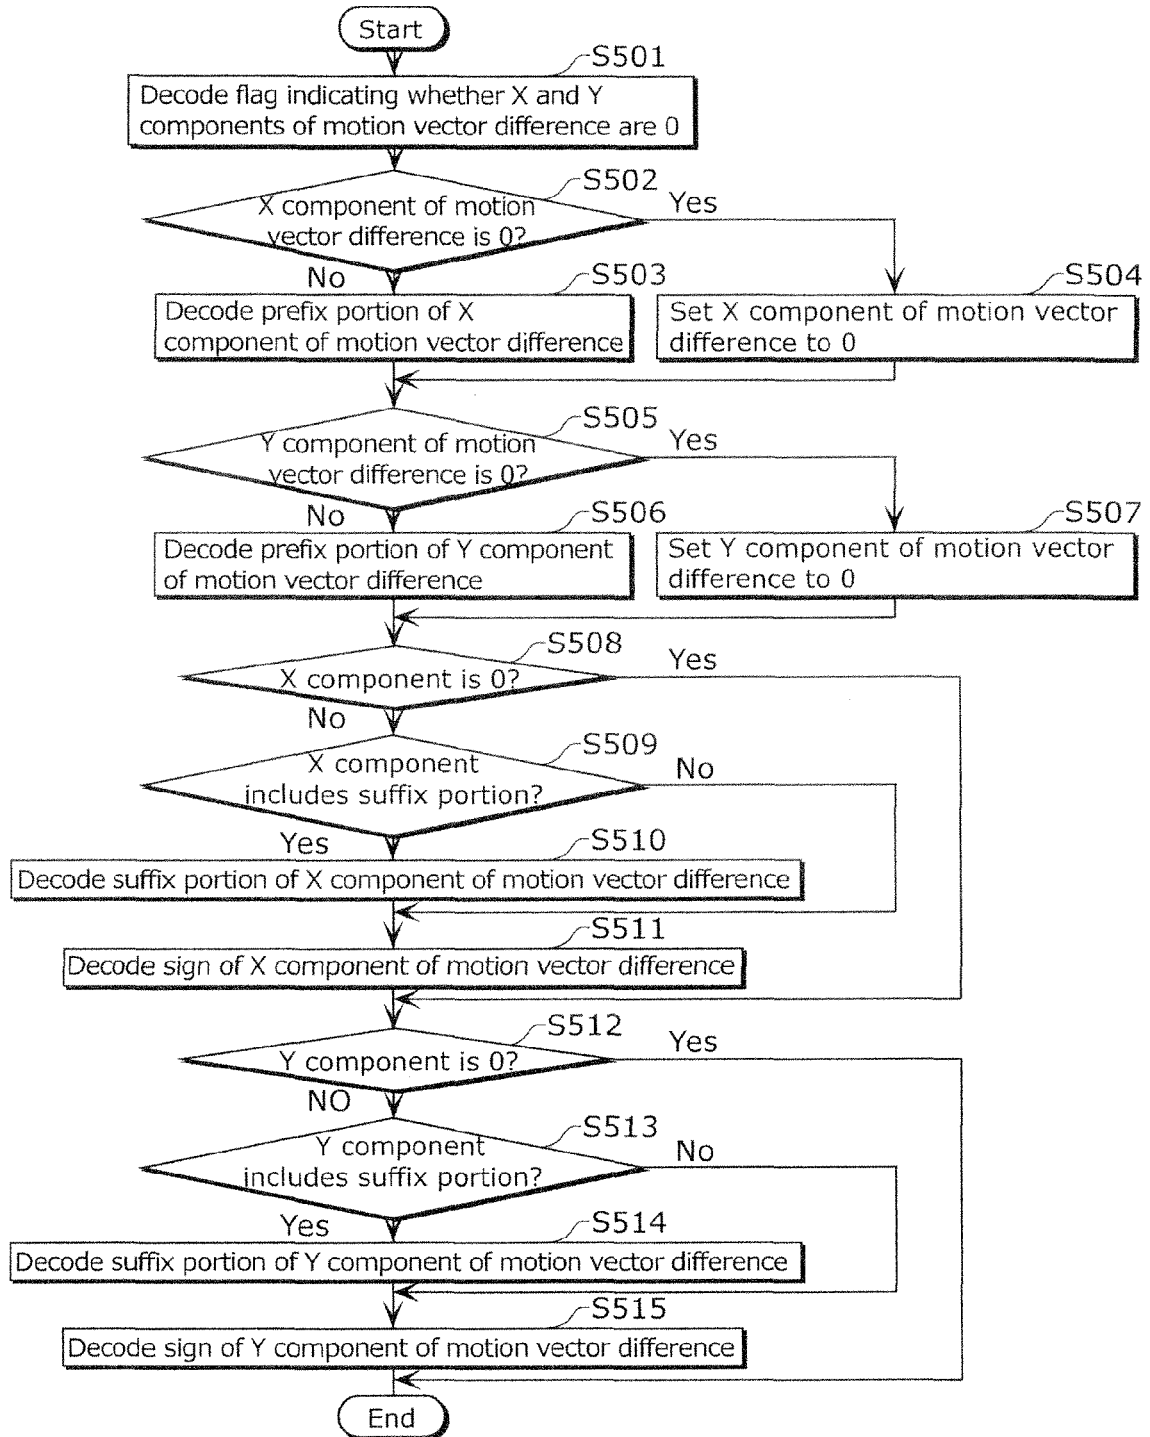 Start
S501
Decode flag indicating whether X and Y
components of motion vector difference are 0
S502
X component of motion
vector difference is 0?
Yes
No
S503
Decode prefix portion of X
component of motion vector difference
S504
Set X component of motion vector
difference to 0
S505
Y component of motion
vector difference is 0?
Yes
No
S506
Decode prefix portion of Y component
of motion vector difference
S507
Set Y component of motion vector
difference to 0
S508
X component is 0?
Yes
No
S509
X component
includes suffix portion?
No
Yes
S510
Decode suffix portion of X component of motion vector difference
S511
Decode sign of X component of motion vector difference
S512
Y component is 0?
Yes
NO
S513
Y component
includes suffix portion?
No
Yes
S514
Decode suffix portion of Y component of motion vector difference
S515
Decode sign of Y component of motion vector difference
End